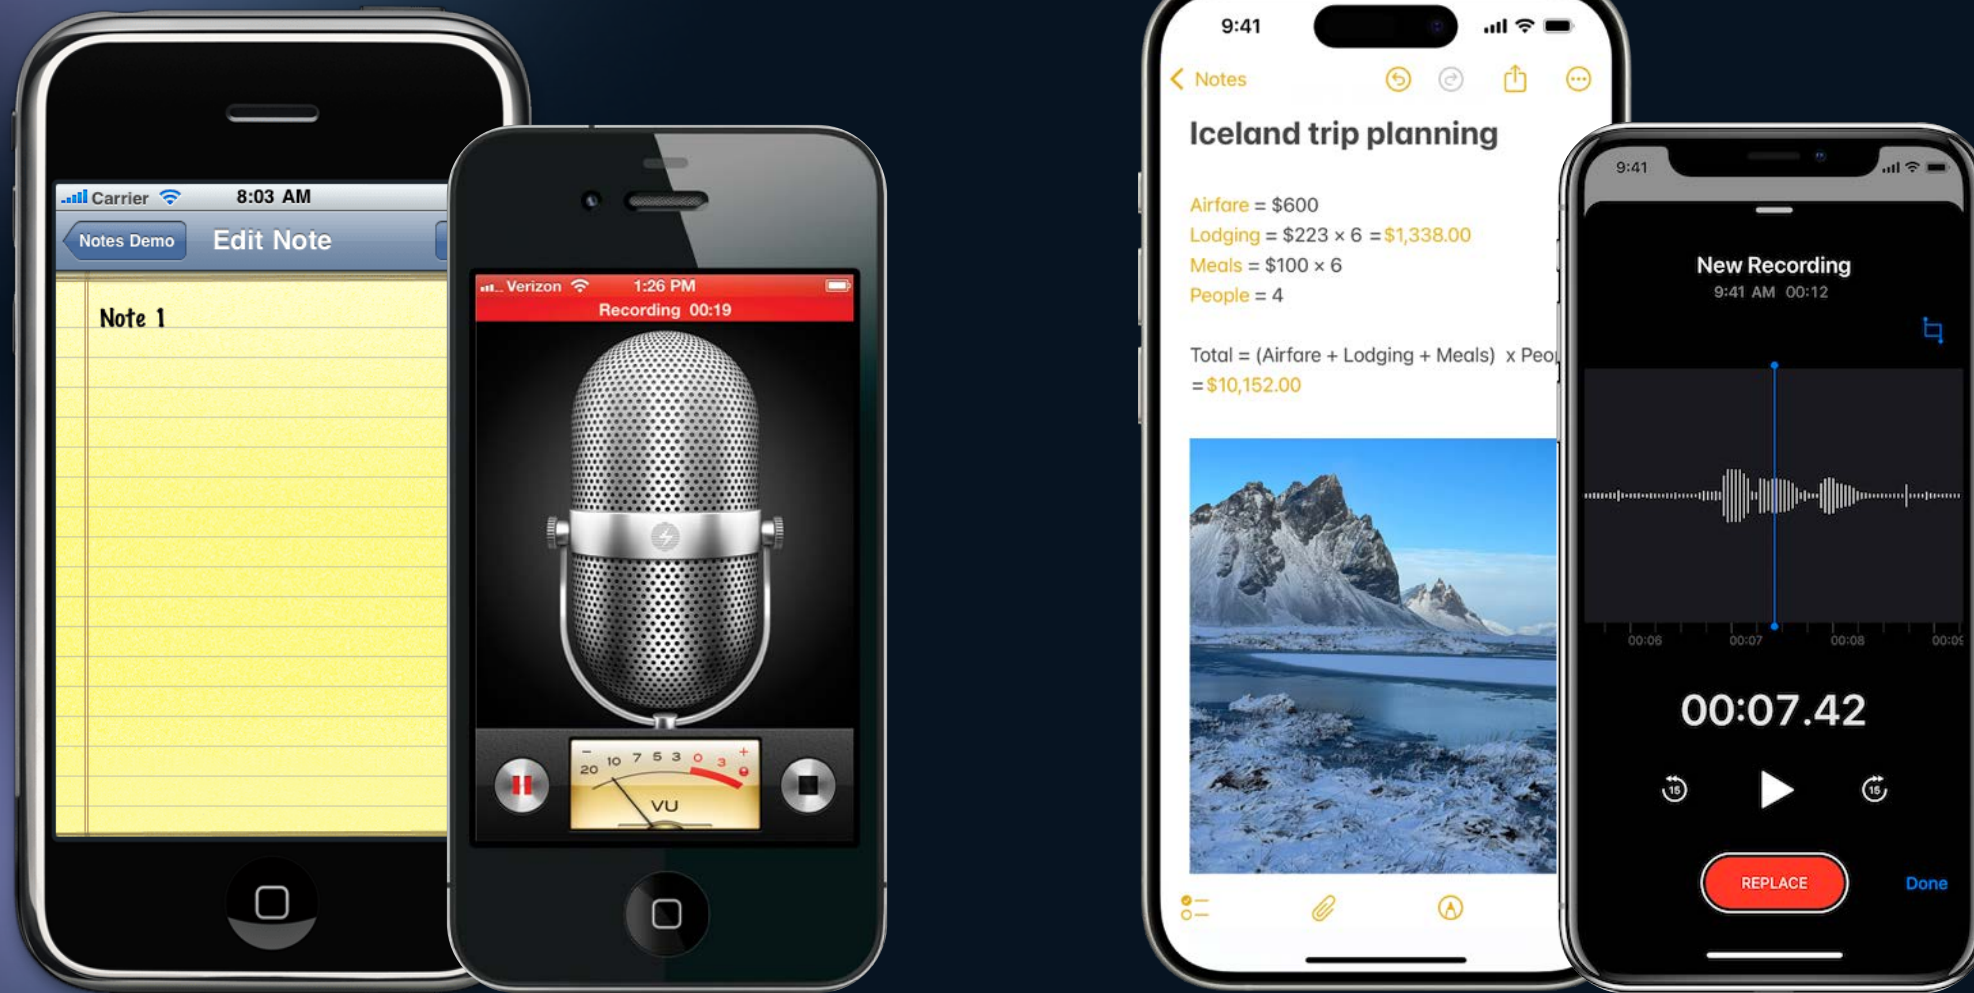 Carrier 8:03 AM
Notes Demo Edit Note
Note 1
Verizon 1:26 PM
Recording 00:19
- 20 10 7 5 3 0 3 +
VU
9:41
Notes
Iceland trip planning
Airfare = $600
Lodging = $223 × 6 = $1,338.00
Meals = $100 × 6
People = 4
Total = (Airfare + Lodging + Meals) x
= $10,152.00
9:41
New Recording
9:41 AM 00:12
00:06 00:07 00:08 00:09
00:07.42
15 15
REPLACE
Done